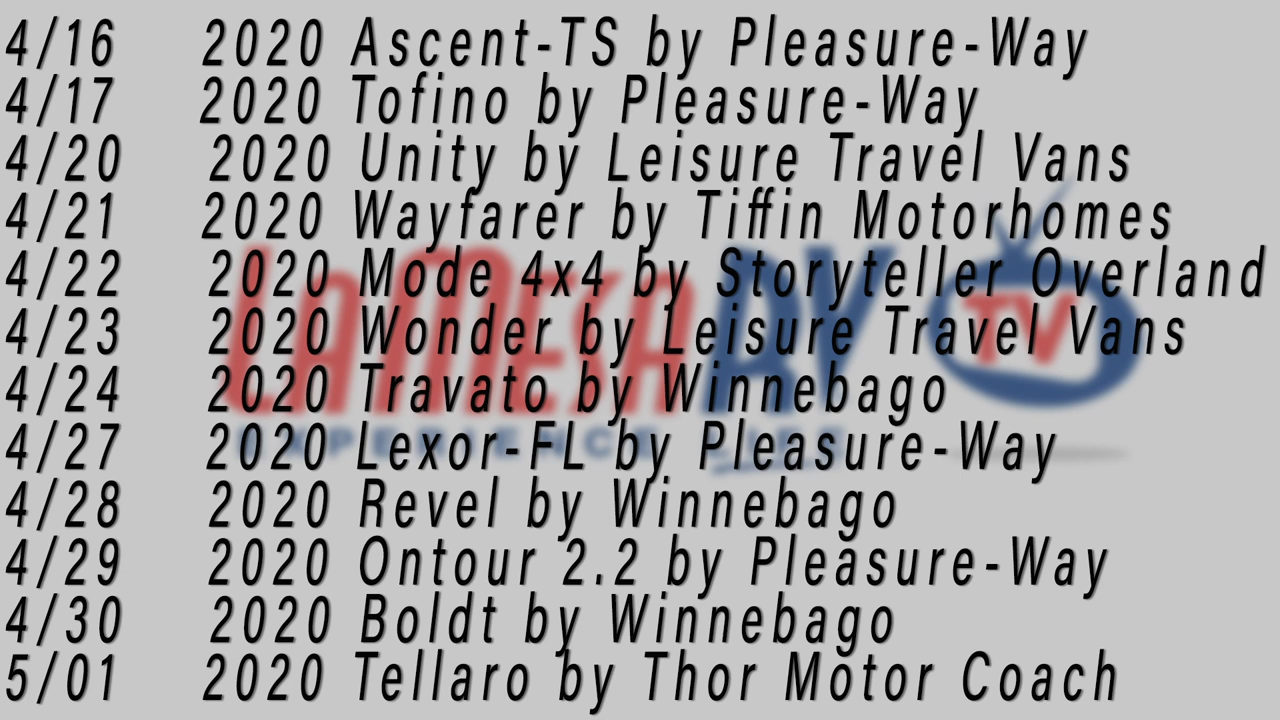 4/16 2020 Ascent-TS by Pleasure-Way
4/17 2020 Tofino by Pleasure-Way
4/20 2020 Unity by Leisure Travel Vans
4/21 2020 Wayfarer by Tiffin Motorhomes
4/22 2020 Mode 4x4 by Storyteller Overland
4/23 2020 Wonder by Leisure Travel Vans
4/24 2020 Travato by Winnebago
4/27 2020 Lexor-FL by Pleasure-Way
4/28 2020 Revel by Winnebago
4/29 2020 Ontour 2.2 by Pleasure-Way
4/30 2020 Boldt by Winnebago
5/01 2020 Tellaro by Thor Motor Coach
LaMesa RV TV
EXPERIENCE